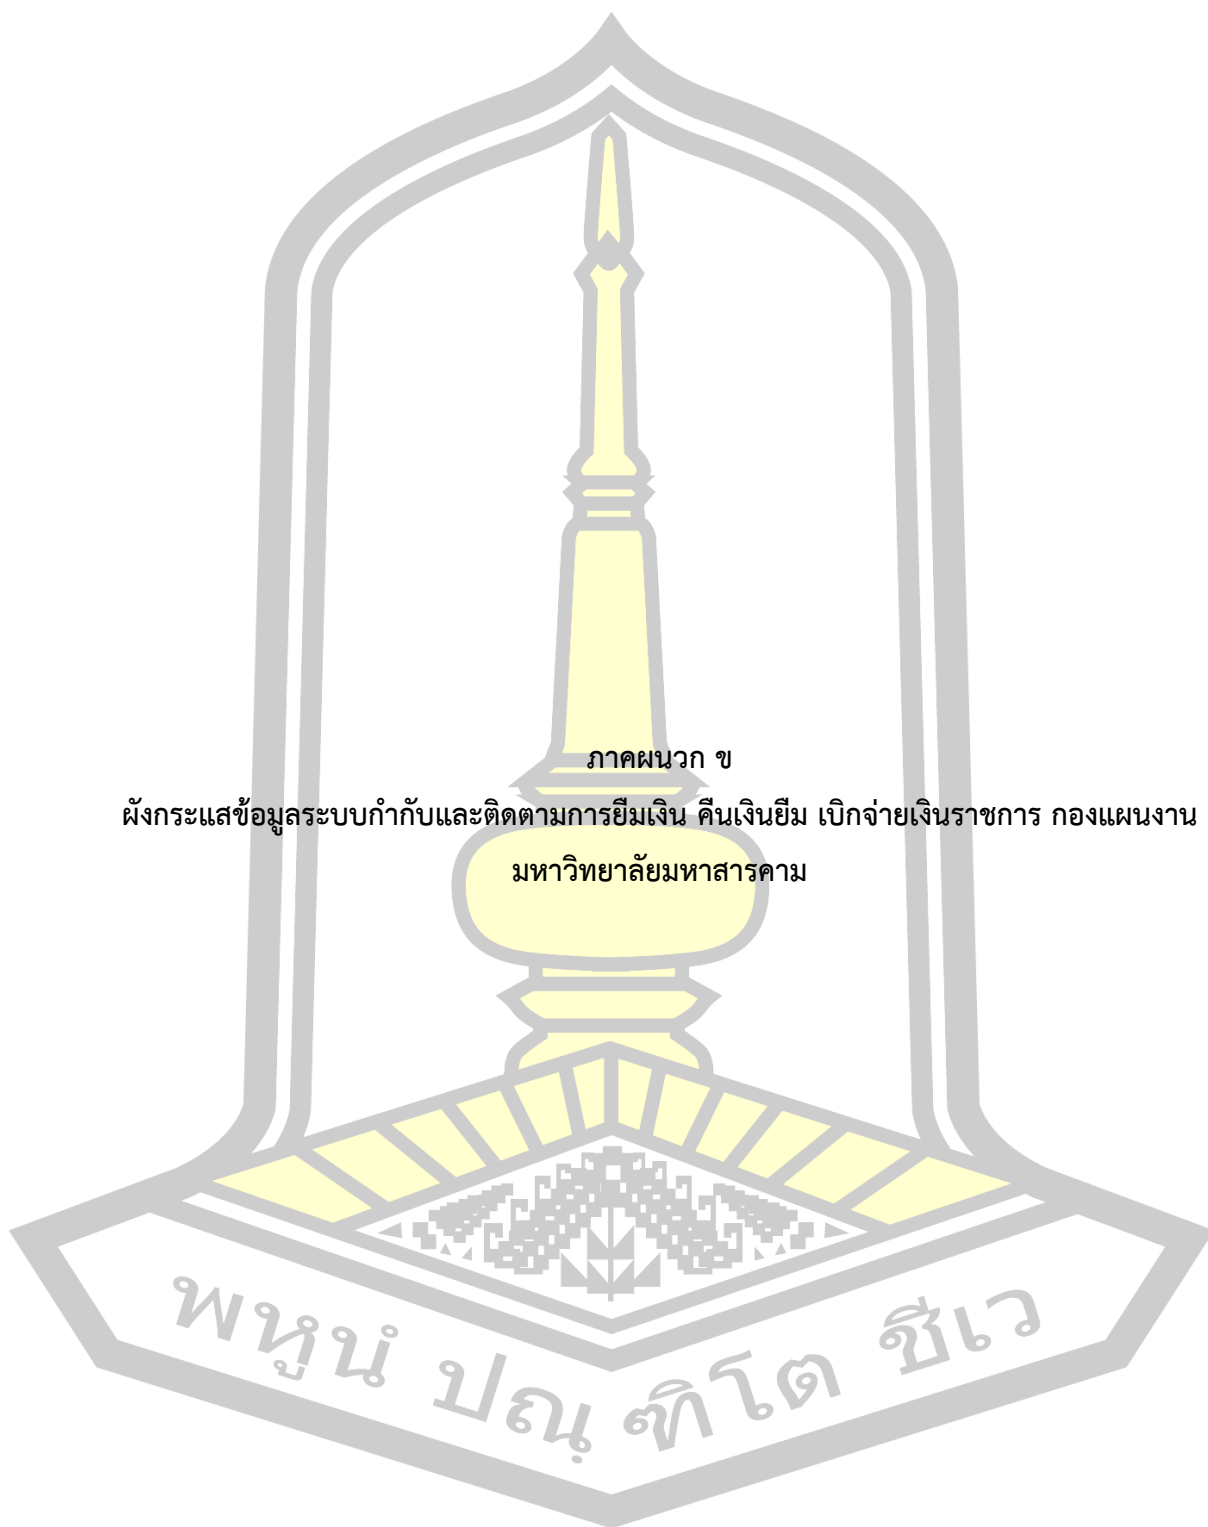 ภาคผนวก ข
ผังกระแสข้อมูลระบบกำกับและติดตามการยืมเงิน คืนเงินยืม เบิกจ่ายเงินราชการ กองแผนงาน
มหาวิทยาลัยมหาสารคาม
พหูนํ ปณฺ ฑิโต ชีเว